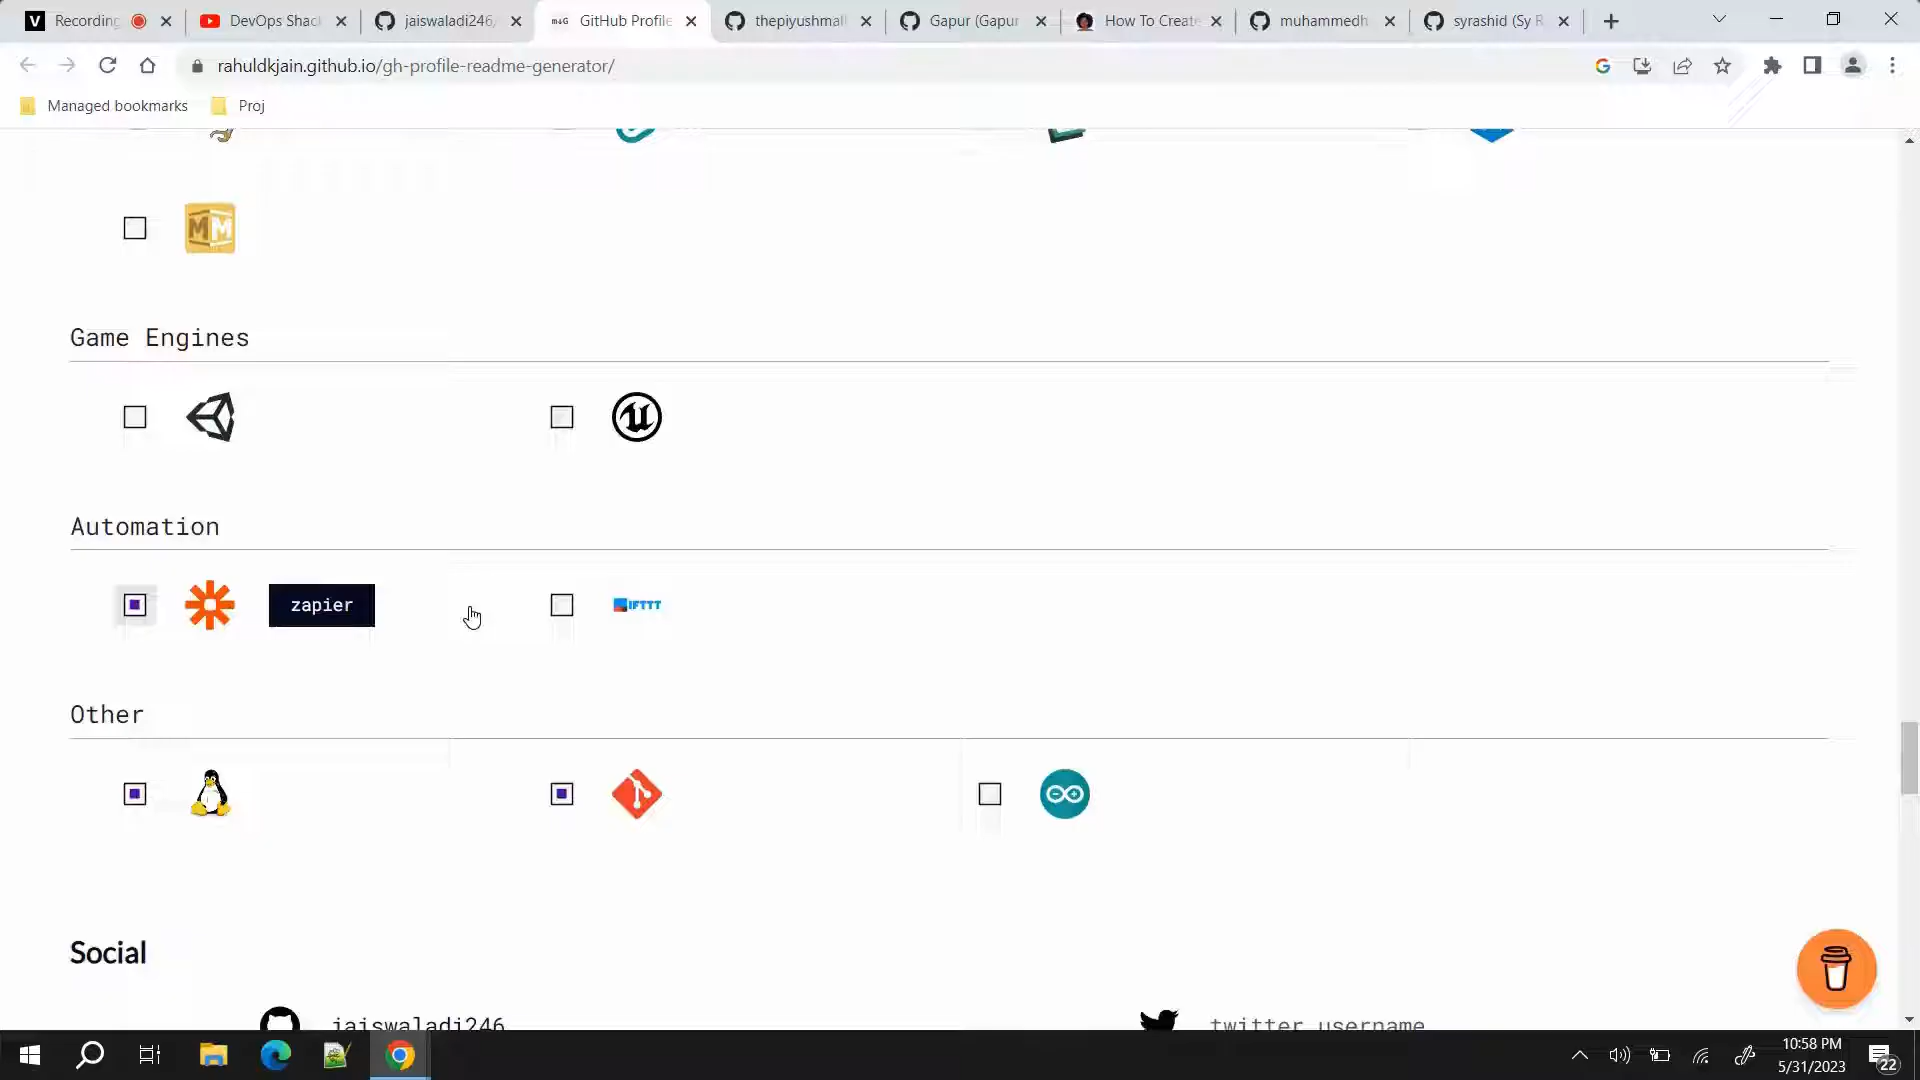 V Recording
DevOps Shac
jaiswaladi246/
GitHub Profile
thepiyushmal
Gapur (Gapur
How To Create
muhammedh
syrashid (Sy R
rahuldkjain.github.io/gh-profile-readme-generator/
Managed bookmarks
Proj
MM
Game Engines
Automation
zapier
IFTTT
Other
Social
jaiswaladi246
twitter username
10:58 PM
5/31/2023
22